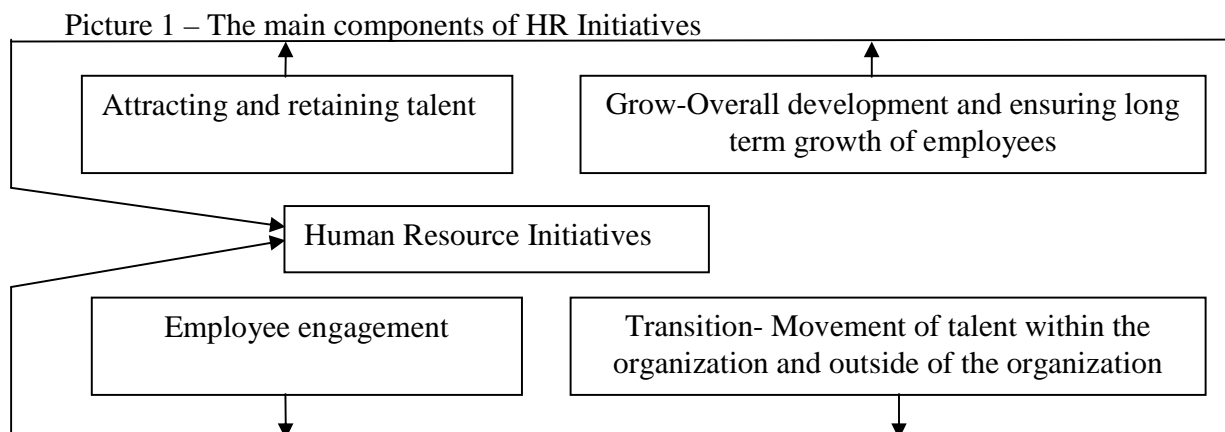 Picture 1 – The main components of HR Initiatives
Attracting and retaining talent
Grow-Overall development and ensuring long
term growth of employees
Human Resource Initiatives
Employee engagement
Transition- Movement of talent within the
organization and outside of the organization